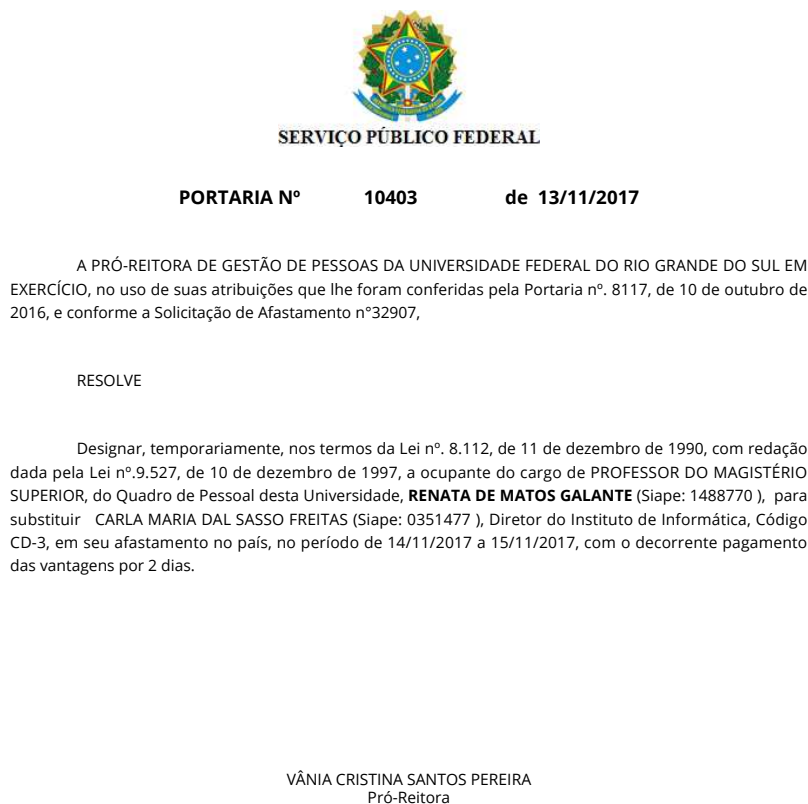 SERVIÇO PÚBLICO FEDERAL
PORTARIA Nº 10403 de 13/11/2017
A PRÓ-REITORA DE GESTÃO DE PESSOAS DA UNIVERSIDADE FEDERAL DO RIO GRANDE DO SUL EM
EXERCÍCIO, no uso de suas atribuições que lhe foram conferidas pela Portaria nº. 8117, de 10 de outubro de
2016, e conforme a Solicitação de Afastamento n°32907,
RESOLVE
Designar, temporariamente, nos termos da Lei nº. 8.112, de 11 de dezembro de 1990, com redação
dada pela Lei nº.9.527, de 10 de dezembro de 1997, a ocupante do cargo de PROFESSOR DO MAGISTÉRIO
SUPERIOR, do Quadro de Pessoal desta Universidade, RENATA DE MATOS GALANTE (Siape: 1488770 ), para
substituir CARLA MARIA DAL SASSO FREITAS (Siape: 0351477 ), Diretor do Instituto de Informática, Código
CD-3, em seu afastamento no país, no período de 14/11/2017 a 15/11/2017, com o decorrente pagamento
das vantagens por 2 dias.
VÂNIA CRISTINA SANTOS PEREIRA
Pró-Reitora